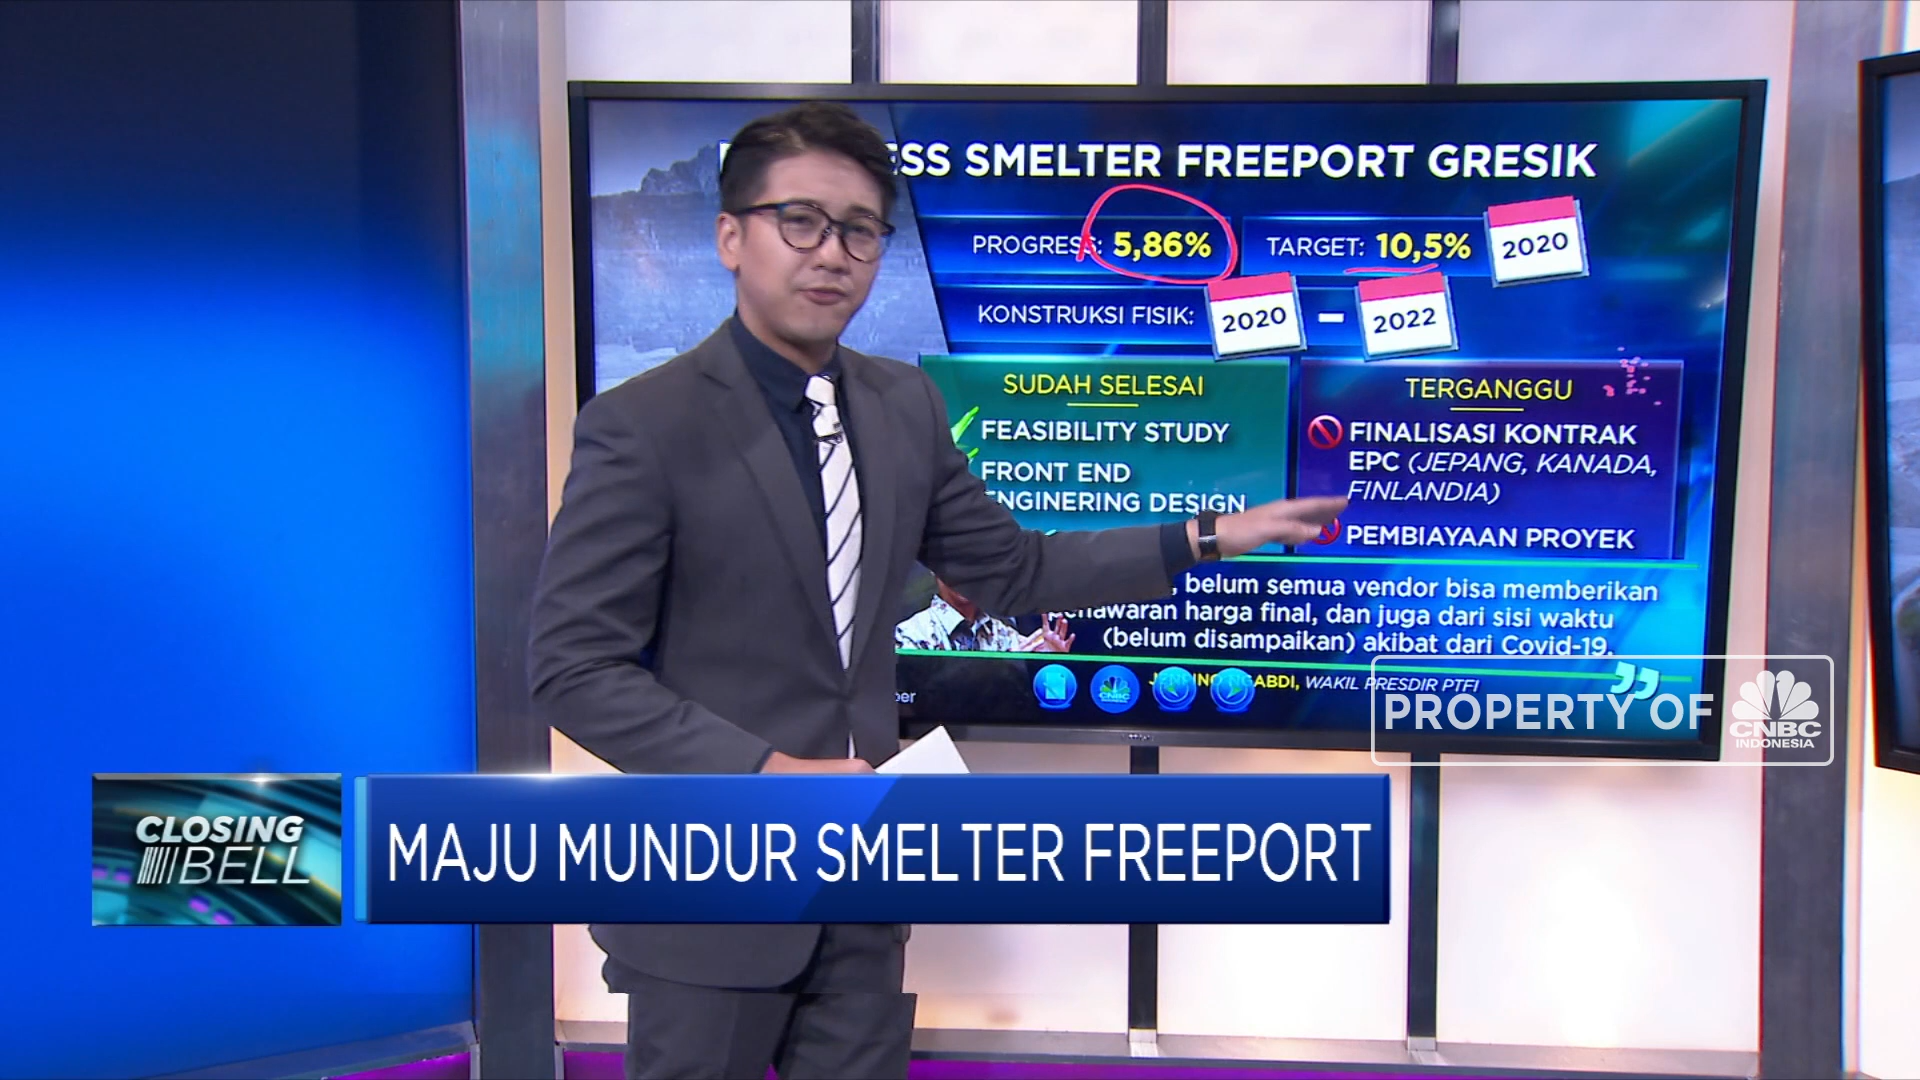 ESS SMELTER FREEPORT GRESIK
PROGRESS: 5,86%
TARGET: 10,5%
2020
KONSTRUKSI FISIK: 2020 – 2022
SUDAH SELESAI
FEASIBILITY STUDY
FRONT END
ENGINERING DESIGN
TERGANGGU
FINALISASI KONTRAK
EPC (JEPANG, KANADA,
FINLANDIA)
PEMBIAYAAN PROYEK
, belum semua vendor bisa memberikan
penawaran harga final, dan juga dari sisi waktu
(belum disampaikan) akibat dari Covid-19.
NGABDI, WAKIL PRESDIR PTFI
PROPERTY OF CNBC
INDONESIA
CLOSING
BELL
MAJU MUNDUR SMELTER FREEPORT